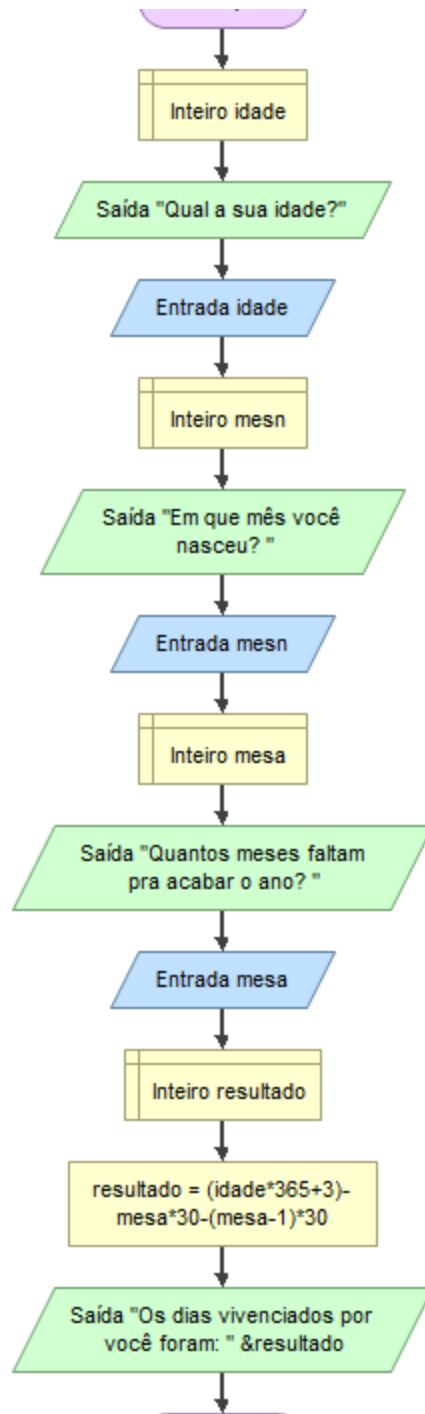 Inteiro idade
Saída "Qual a sua idade?"
Entrada idade
Inteiro mesn
Saída "Em que mês você
nasceu? "
Entrada mesn
Inteiro mesa
Saída "Quantos meses faltam
pra acabar o ano? "
Entrada mesa
Inteiro resultado
resultado = (idade*365+3)-
mesa*30-(mesa-1)*30
Saída "Os dias vivenciados por
você foram: " &resultado